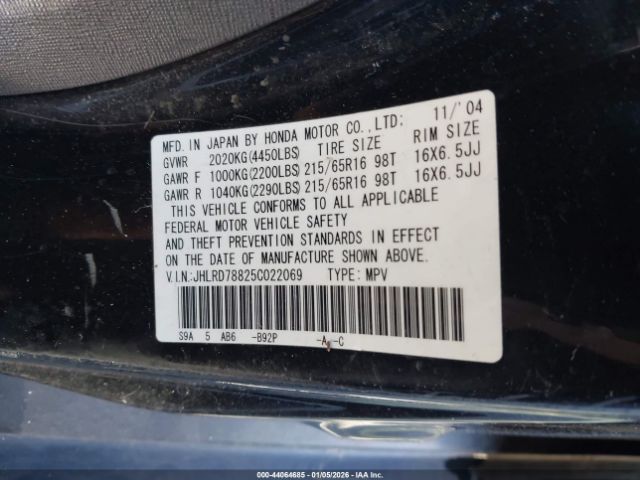 MFD. IN JAPAN BY HONDA MOTOR CO., LTD: 11/'04
GVWR 2020KG(4450LBS) TIRE SIZE RIM SIZE
GAWR F 1000KG(2200LBS) 215/65R16 98T 16X6.5JJ
GAWR R 1040KG(2290LBS) 215/65R16 98T 16X6.5JJ
THIS VEHICLE CONFORMS TO ALL APPLICABLE
FEDERAL MOTOR VEHICLE SAFETY
AND THEFT PREVENTION STANDARDS IN EFFECT
ON THE DATE OF MANUFACTURE SHOWN ABOVE.
V.I.N:JHLRD78825C022069 TYPE: MPV
S9A 5 AB6 -B92P -A -C
000-44064685 - 01/05/2026 - IAAI.COM